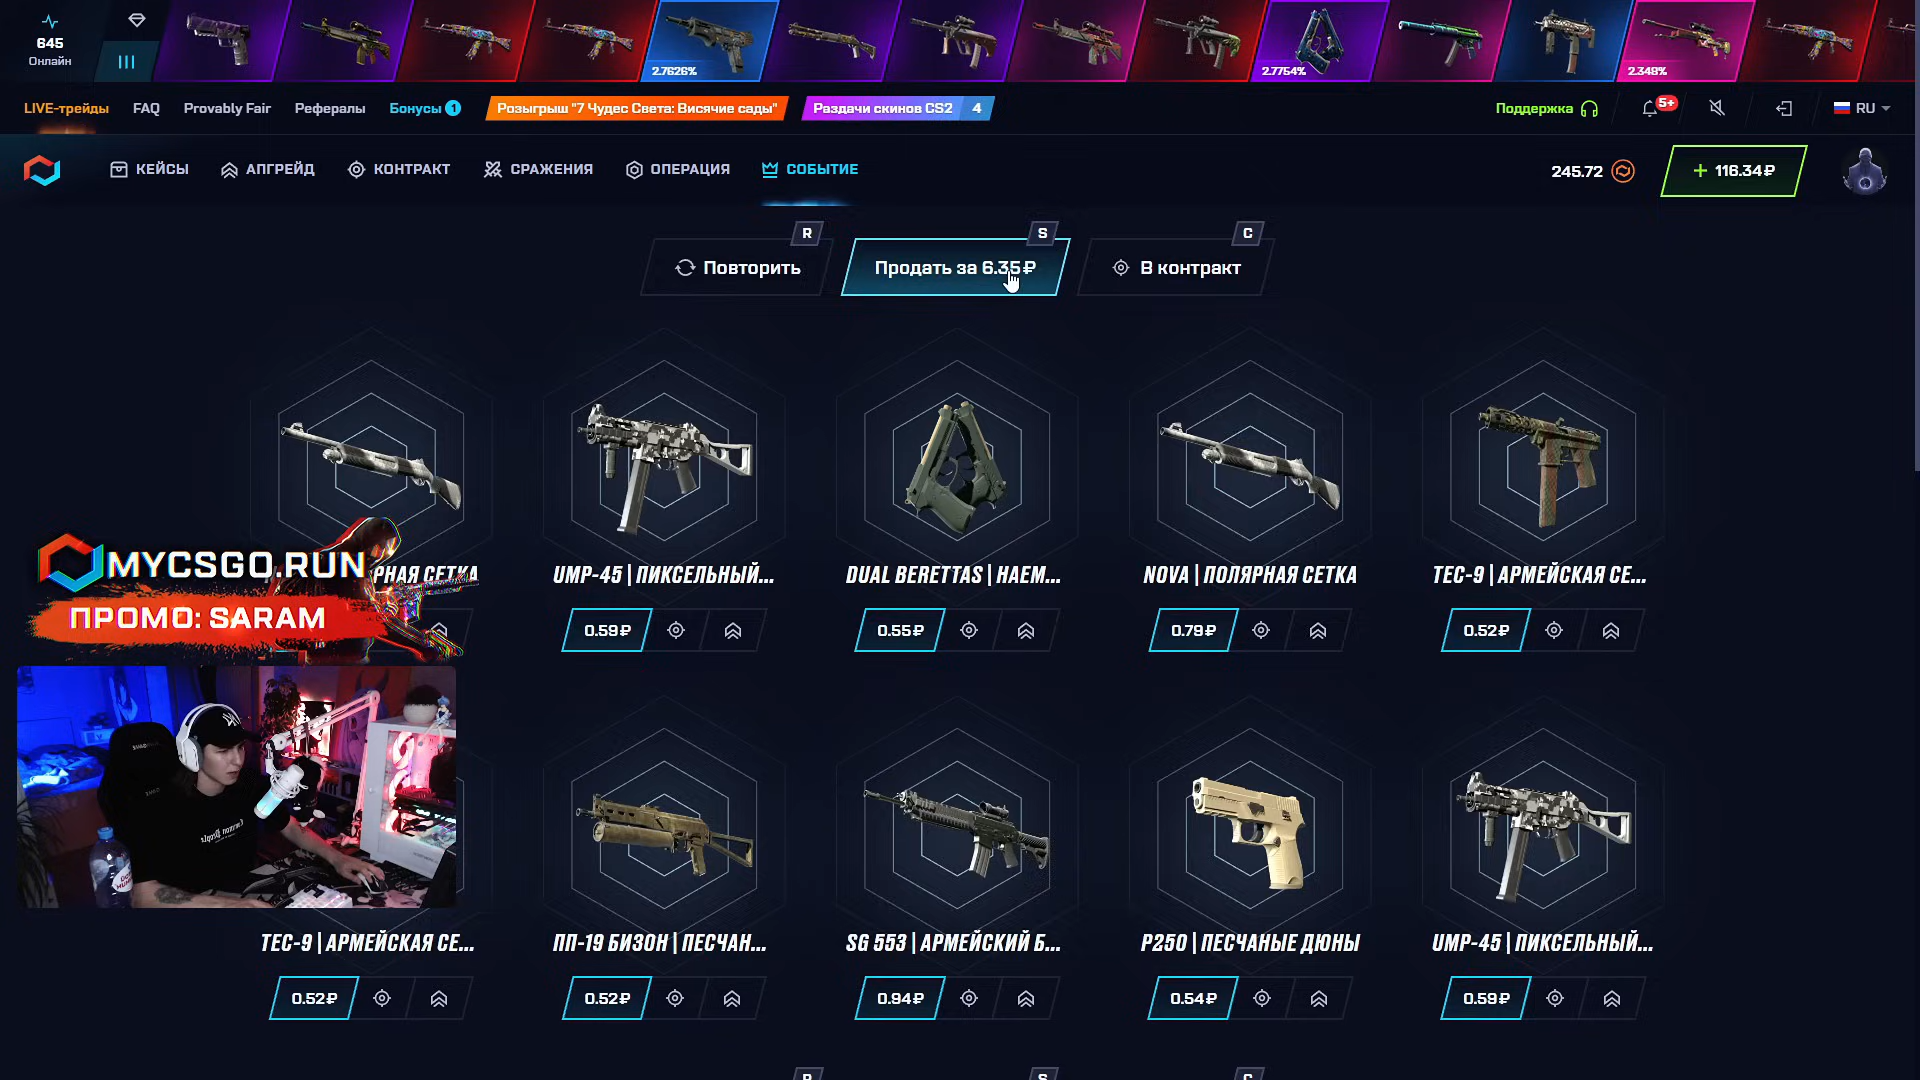 645
Онлайн
2.7626%
2.7754%
2.348%
LIVE-трейды
FAQ
Provably Fair
Рефералы
Бонусы 1
Розыгрыш "7 Чудес Света: Висячие сады"
Раздачи скинов CS2 4
Поддержка
5+
RU
КЕЙСЫ
АПГРЕЙД
КОНТРАКТ
СРАЖЕНИЯ
ОПЕРАЦИЯ
СОБЫТИЕ
245.72
+ 116.34₽
R
S
C
Повторить
Продать за 6.35₽
В контракт
РНАЯ СЕТКА
UMP-45 | ПИКСЕЛЬНЫЙ...
DUAL BERETTAS | НАЕМ...
NOVA | ПОЛЯРНАЯ СЕТКА
TEC-9 | АРМЕЙСКАЯ СЕ...
0.59₽
0.55₽
0.79₽
0.52₽
MYCSGO.RUN
ПРОМО: SARAM
TEC-9 | АРМЕЙСКАЯ СЕ...
ПП-19 БИЗОН | ПЕСЧАН...
SG 553 | АРМЕЙСКИЙ Б...
P250 | ПЕСЧАНЫЕ ДЮНЫ
UMP-45 | ПИКСЕЛЬНЫЙ...
0.52₽
0.52₽
0.94₽
0.54₽
0.59₽
R
S
C